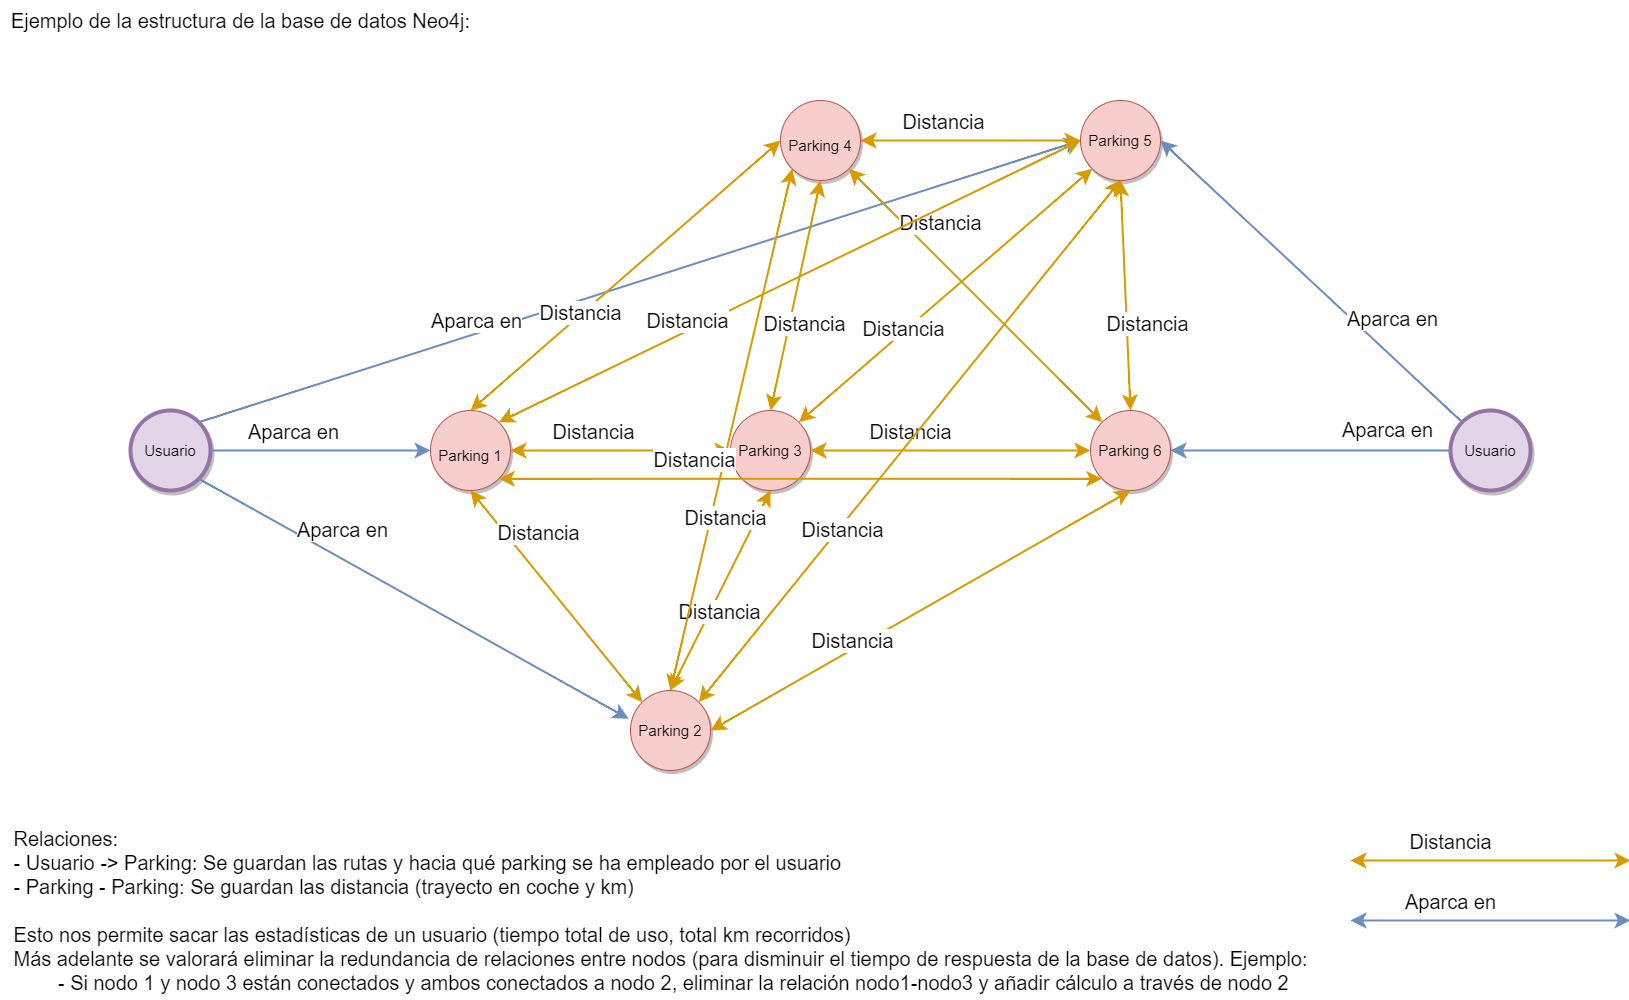 Ejemplo de la estructura de la base de datos Neo4j:
Distancia
Parking 4
Parking 5
Distancia
Aparca en
Distancia
Distancia
Distancia
Distancia
Distancia
Aparca en
Aparca en
Distancia
Distancia
Aparca en
Usuario
Parking 1
Distancia
Parking 3
Parking 6
Usuario
Aparca en
Distancia
Distancia
Distancia
Distancia
Distancia
Parking 2
Relaciones:
- Usuario -> Parking: Se guardan las rutas y hacia qué parking se ha empleado por el usuario
- Parking - Parking: Se guardan las distancia (trayecto en coche y km)
Distancia
Aparca en
Esto nos permite sacar las estadísticas de un usuario (tiempo total de uso, total km recorridos)
Más adelante se valorará eliminar la redundancia de relaciones entre nodos (para disminuir el tiempo de respuesta de la base de datos). Ejemplo:
- Si nodo 1 y nodo 3 están conectados y ambos conectados a nodo 2, eliminar la relación nodo1-nodo3 y añadir cálculo a través de nodo 2